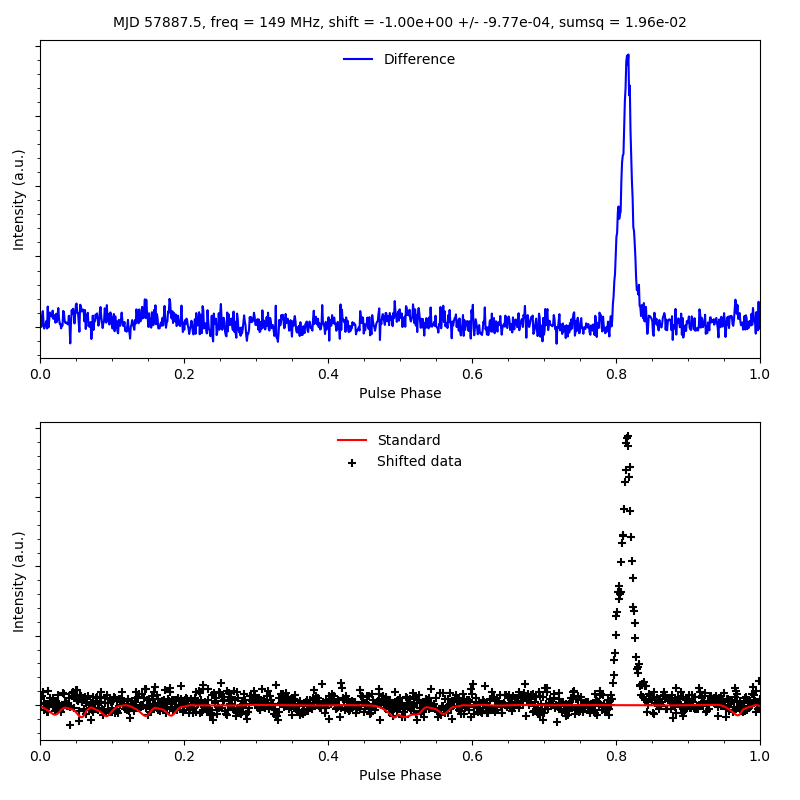 MJD 57887.5, freq = 149 MHz, shift = -1.00e+00 +/- -9.77e-04, sumsq = 1.96e-02
Difference
Intensity (a.u.)
0.0 0.2 0.4 0.6 0.8 1.0
Pulse Phase
Standard
Shifted data
Intensity (a.u.)
0.0 0.2 0.4 0.6 0.8 1.0
Pulse Phase